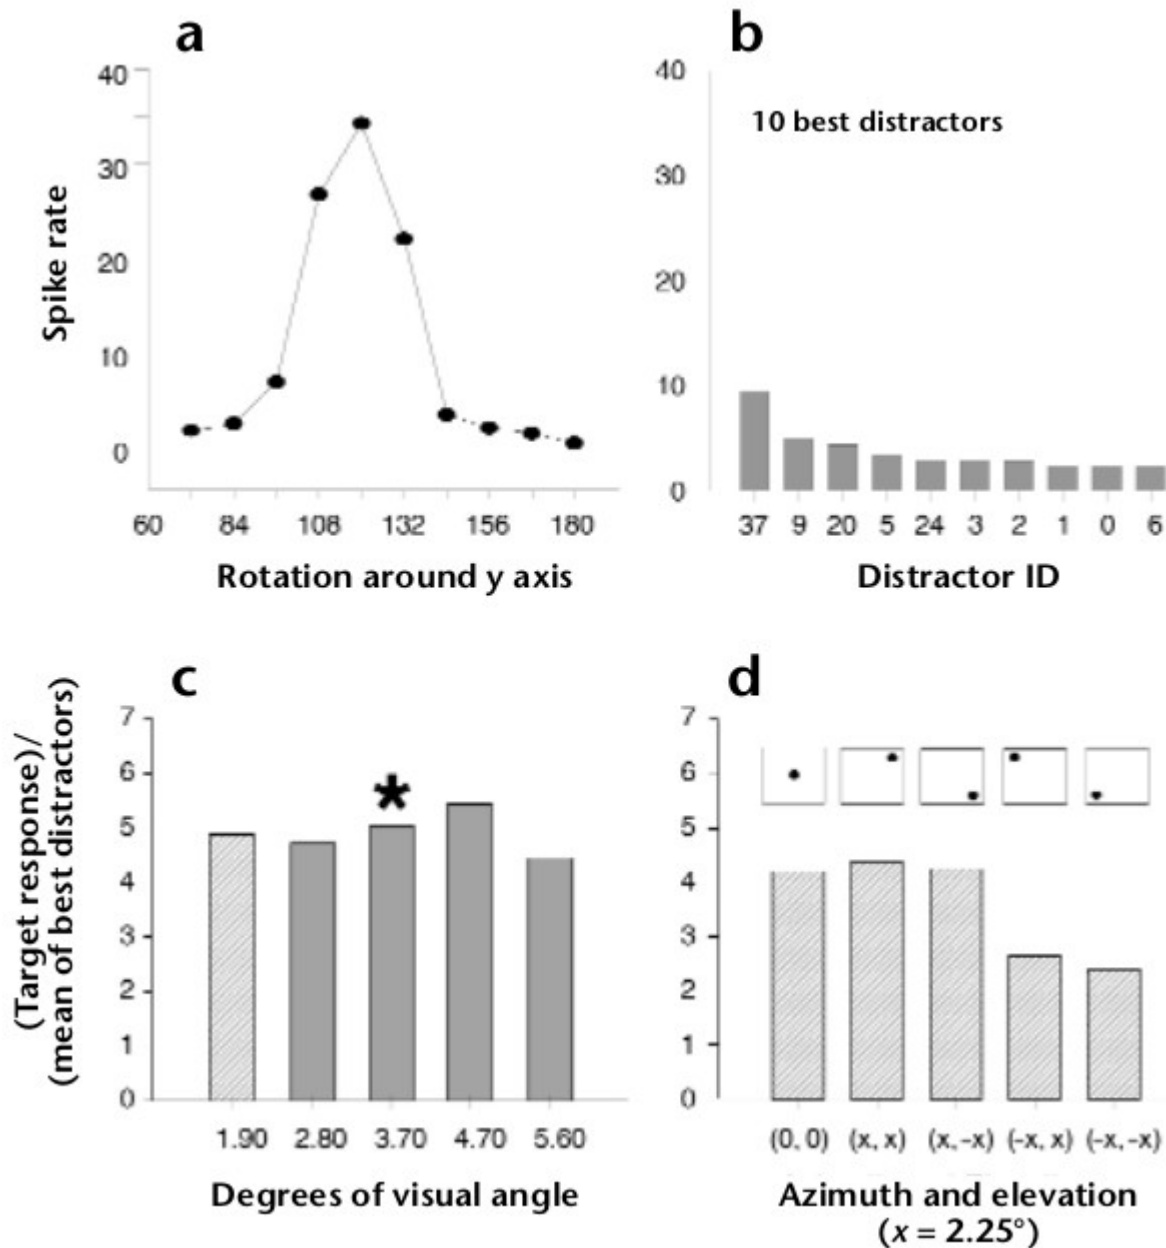 a
40
30
20
10
0
Spike rate
60 84 108 132 156 180
Rotation around y axis
b
40
10 best distractors
30
20
10
0
37 9 20 5 24 3 2 1 0 6
Distractor ID
c
(Target response)/
(mean of best distractors)
7
6
5
4
3
2
1
0
*
1.90 2.80 3.70 4.70 5.60
Degrees of visual angle
d
7
6
5
4
3
2
1
0
(0, 0) (x, x) (x, -x) (-x, x) (-x, -x)
Azimuth and elevation
(x = 2.25°)